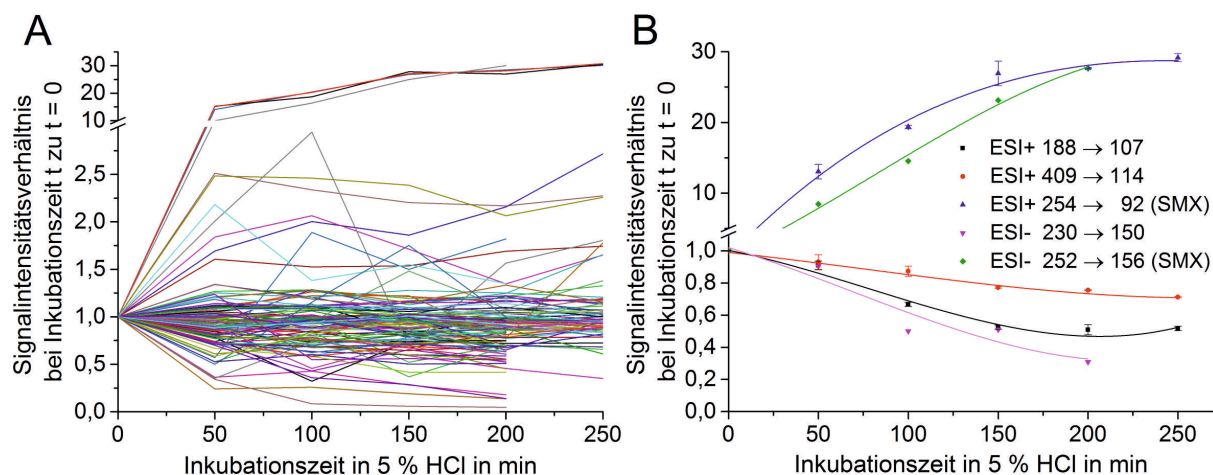 A
Signalintensitätsverhältnis
bei Inkubationszeit t zu t = 0
30
25
20
15
10
2,5
2,0
1,5
1,0
0,5
0,0
0 50 100 150 200 250
Inkubationszeit in 5 % HCl in min
B
Signalintensitätsverhältnis
bei Inkubationszeit t zu t = 0
30
20
10
1,0
0,8
0,6
0,4
0,2
0,0
0 50 100 150 200 250
Inkubationszeit in 5 % HCl in min
ESI+ 188 → 107
ESI+ 409 → 114
ESI+ 254 → 92 (SMX)
ESI- 230 → 150
ESI- 252 → 156 (SMX)